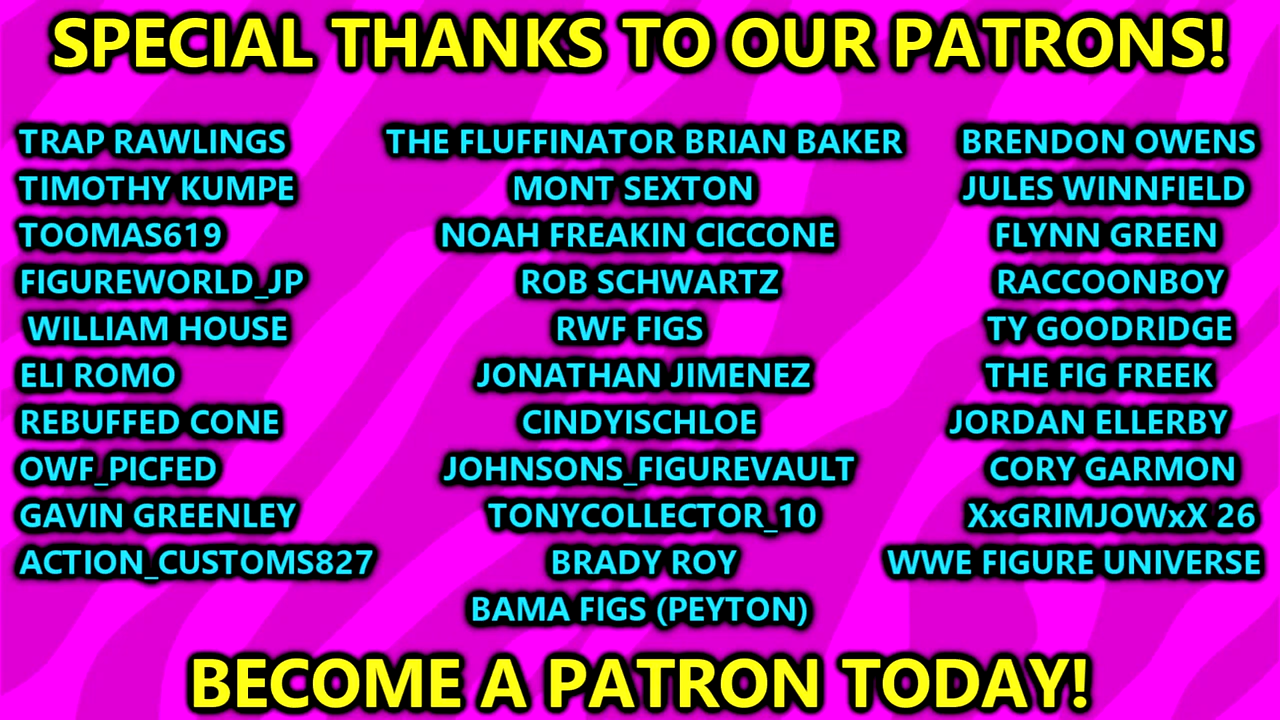 SPECIAL THANKS TO OUR PATRONS!
TRAP RAWLINGS
TIMOTHY KUMPE
TOOMAS619
FIGUREWORLD_JP
WILLIAM HOUSE
ELI ROMO
REBUFFED CONE
OWF_PICFED
GAVIN GREENLEY
ACTION_CUSTOMS827
THE FLUFFINATOR BRIAN BAKER
MONT SEXTON
NOAH FREAKIN CICCONE
ROB SCHWARTZ
RWF FIGS
JONATHAN JIMENEZ
CINDYISCHLOE
JOHNSONS_FIGUREVAULT
TONYCOLLECTOR_10
BRADY ROY
BAMA FIGS (PEYTON)
BRENDON OWENS
JULES WINNFIELD
FLYNN GREEN
RACCOONBOY
TY GOODRIDGE
THE FIG FREEK
JORDAN ELLERBY
CORY GARMON
XxGRIMJOWxX 26
WWE FIGURE UNIVERSE
BECOME A PATRON TODAY!